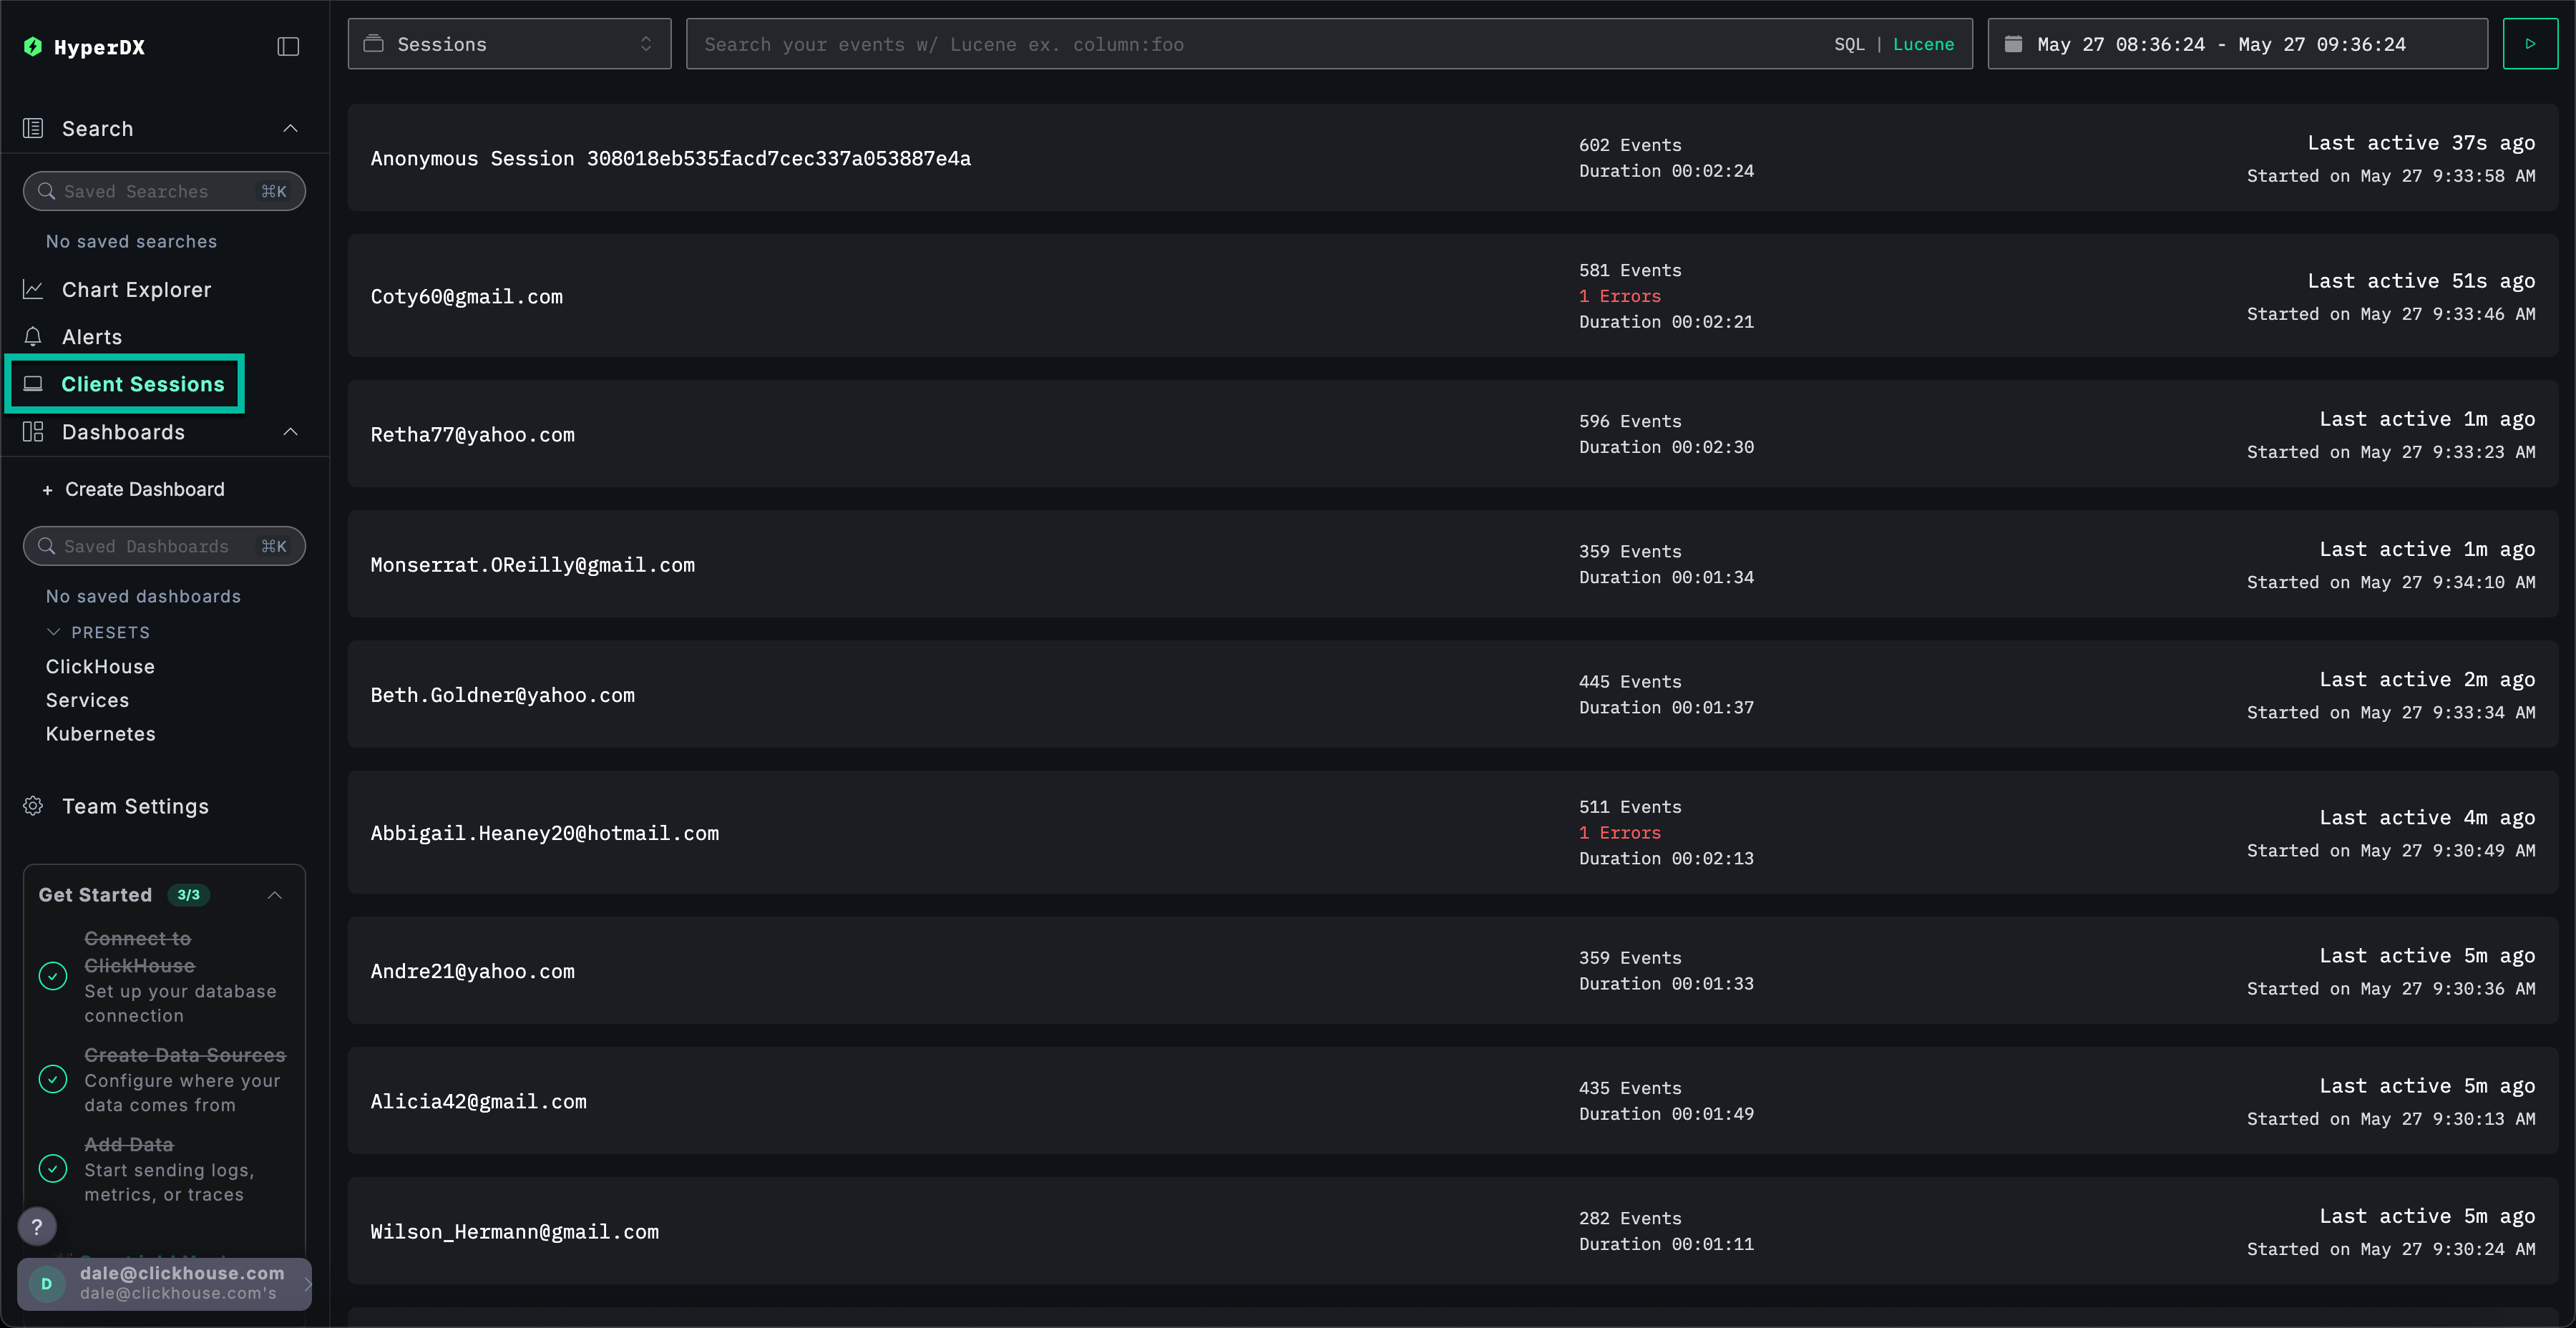 HyperDX
Search
Saved Searches ⌘K
No saved searches
Chart Explorer
Alerts
Client Sessions
Dashboards
+ Create Dashboard
Saved Dashboards ⌘K
No saved dashboards
PRESETS
ClickHouse
Services
Kubernetes
Team Settings
Get Started 3/3
Connect to
ClickHouse
Set up your database
connection
Create Data Sources
Configure where your
data comes from
Add Data
Start sending logs,
metrics, or traces
?
D
dale@clickhouse.com
dale@clickhouse.com's
Sessions
Search your events w/ Lucene ex. column:foo
SQL | Lucene
May 27 08:36:24 - May 27 09:36:24
Anonymous Session 308018eb535facd7cec337a053887e4a
602 Events
Duration 00:02:24
Last active 37s ago
Started on May 27 9:33:58 AM
Coty60@gmail.com
581 Events
1 Errors
Duration 00:02:21
Last active 51s ago
Started on May 27 9:33:46 AM
Retha77@yahoo.com
596 Events
Duration 00:02:30
Last active 1m ago
Started on May 27 9:33:23 AM
Monserrat.OReilly@gmail.com
359 Events
Duration 00:01:34
Last active 1m ago
Started on May 27 9:34:10 AM
Beth.Goldner@yahoo.com
445 Events
Duration 00:01:37
Last active 2m ago
Started on May 27 9:33:34 AM
Abbigail.Heaney20@hotmail.com
511 Events
1 Errors
Duration 00:02:13
Last active 4m ago
Started on May 27 9:30:49 AM
Andre21@yahoo.com
359 Events
Duration 00:01:33
Last active 5m ago
Started on May 27 9:30:36 AM
Alicia42@gmail.com
435 Events
Duration 00:01:49
Last active 5m ago
Started on May 27 9:30:13 AM
Wilson_Hermann@gmail.com
282 Events
Duration 00:01:11
Last active 5m ago
Started on May 27 9:30:24 AM